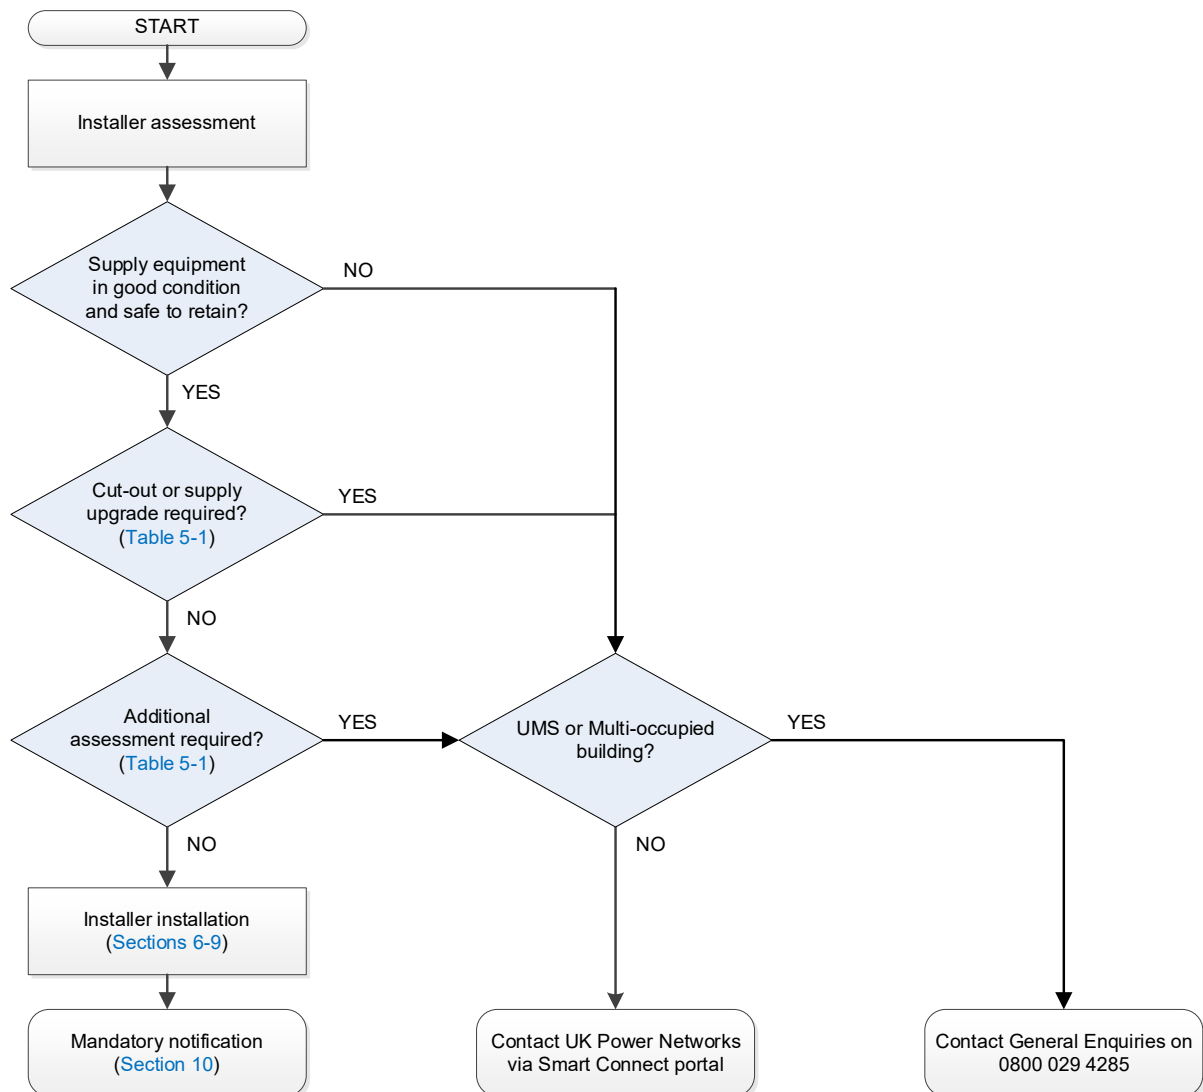 START
Installer assessment
Supply equipment
in good condition
and safe to retain?
NO
YES
Cut-out or supply
upgrade required?
(Table 5-1)
YES
NO
Additional
assessment required?
(Table 5-1)
YES
UMS or Multi-occupied
building?
YES
NO
NO
Installer installation
(Sections 6-9)
Mandatory notification
(Section 10)
Contact UK Power Networks
via Smart Connect portal
Contact General Enquiries on
0800 029 4285